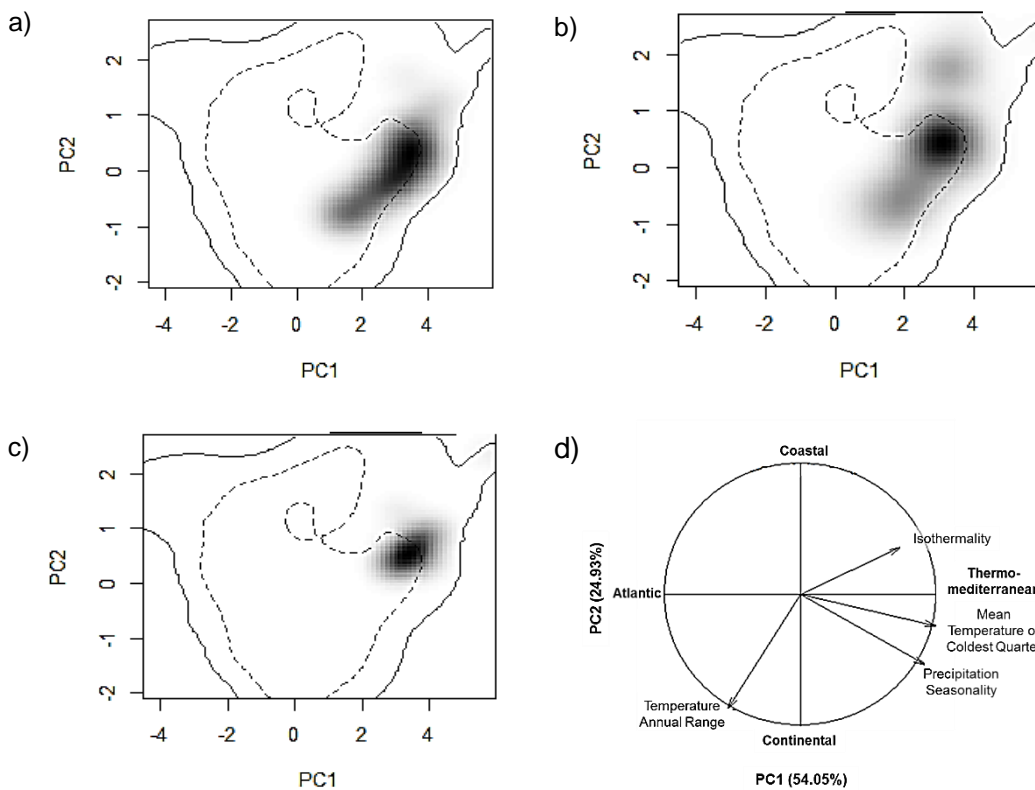 a)
2
1
0
-1
-2
PC2
-4 -2 0 2 4
PC1
b)
2
1
0
-1
-2
PC2
-4 -2 0 2 4
PC1
c)
2
1
0
-1
-2
PC2
-4 -2 0 2 4
PC1
d)
Coastal
Isothermality
Thermo-
mediterranean
Atlantic
PC2 (24.93%)
Mean
Temperature o
Coldest Quarte
Precipitation
Seasonality
Temperature
Annual Range
Continental
PC1 (54.05%)